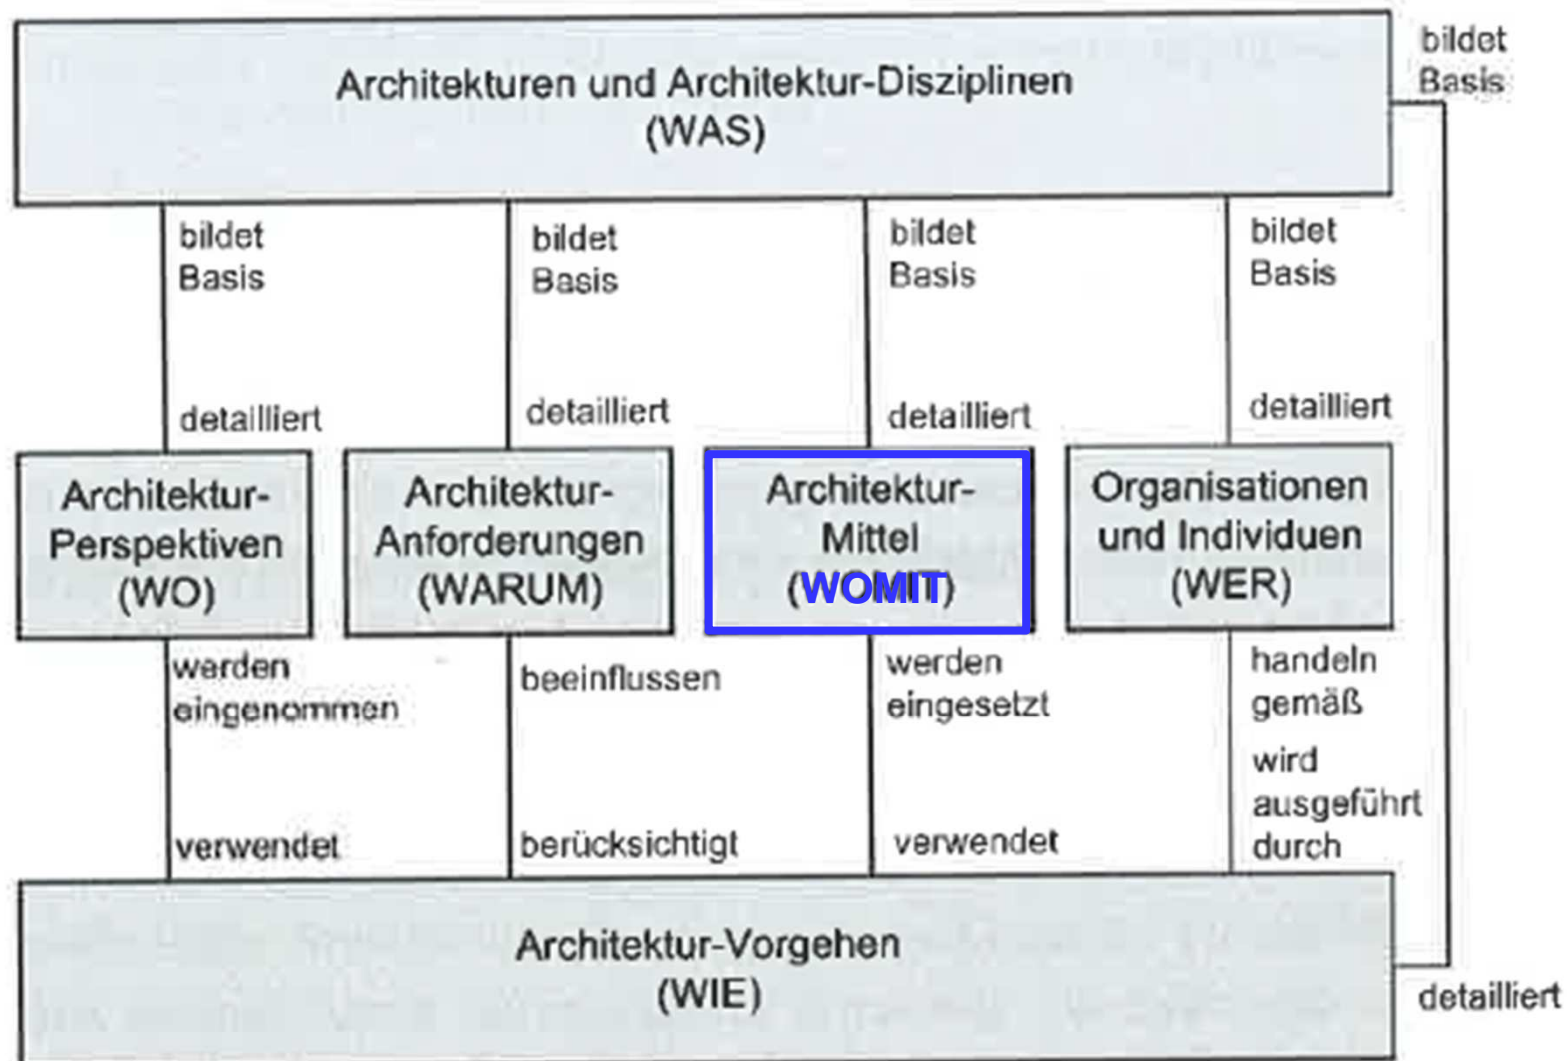 Architekturen und Architektur-Disziplinen
(WAS)
bildet
Basis
bildet
Basis
bildet
Basis
bildet
Basis
bildet
Basis
detailliert
detailliert
detailliert
detailliert
Architektur-
Perspektiven
(WO)
Architektur-
Anforderungen
(WARUM)
Architektur-
Mittel
(WOMIT)
Organisationen
und Individuen
(WER)
werden
eingenommen
beeinflussen
werden
eingesetzt
handeln
gemäß
wird
ausgeführt
durch
verwendet
berücksichtigt
verwendet
Architektur-Vorgehen
(WIE)
detailliert